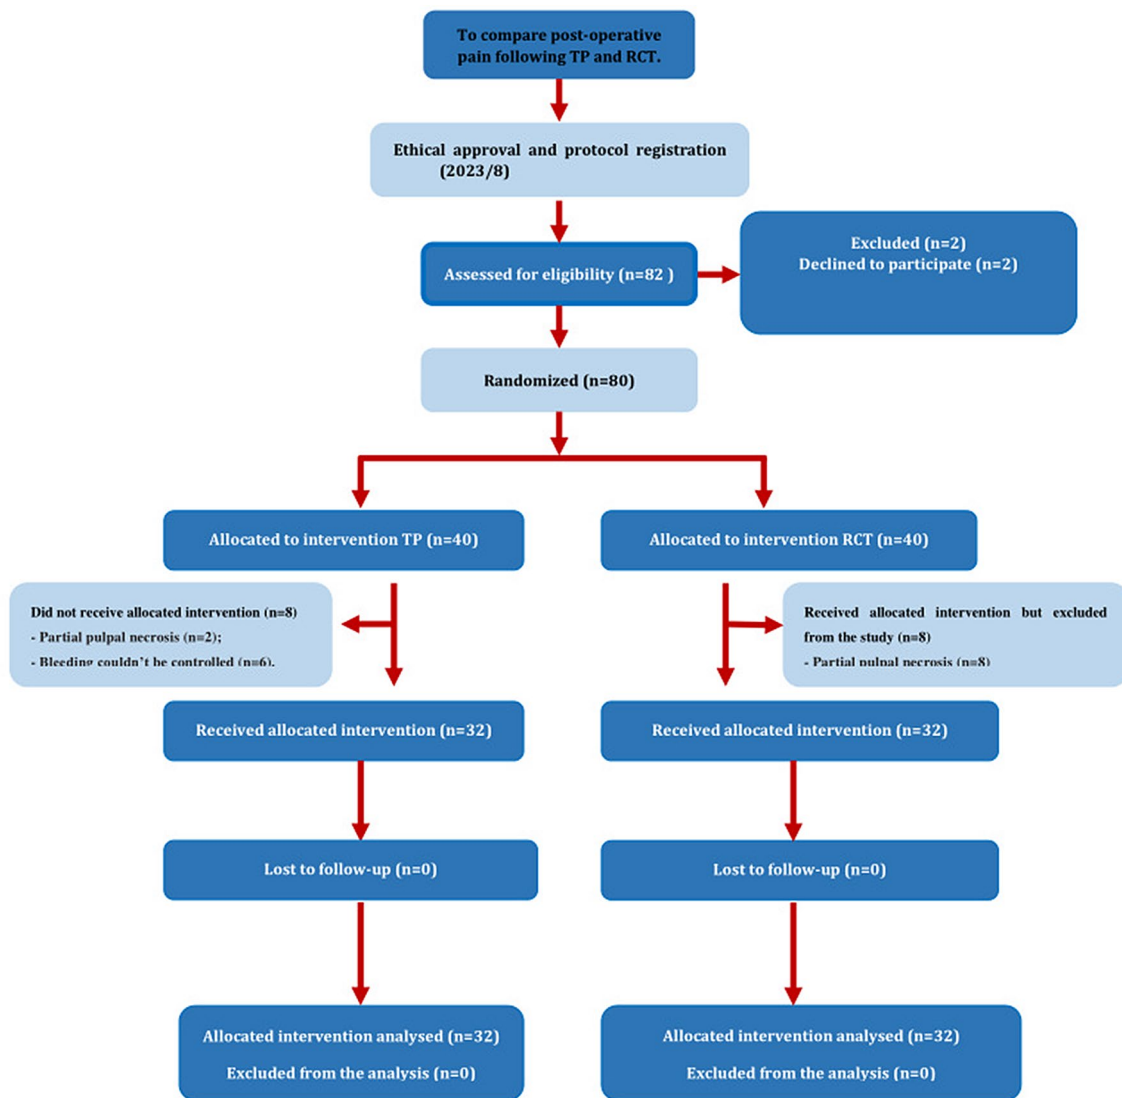 To compare post-operative
pain following TP and RCT.
Ethical approval and protocol registration
(2023/8)
Assessed for eligibility (n=82 )
Excluded (n=2)
Declined to participate (n=2)
Randomized (n=80)
Allocated to intervention TP (n=40)
Allocated to intervention RCT (n=40)
Did not receive allocated intervention (n=8)
- Partial pulpal necrosis (n=2);
- Bleeding couldn’t be controlled (n=6).
Received allocated intervention but excluded
from the study (n=8)
- Partial pulpal necrosis (n=8)
Received allocated intervention (n=32)
Received allocated intervention (n=32)
Lost to follow-up (n=0)
Lost to follow-up (n=0)
Allocated intervention analysed (n=32)
Excluded from the analysis (n=0)
Allocated intervention analysed (n=32)
Excluded from the analysis (n=0)